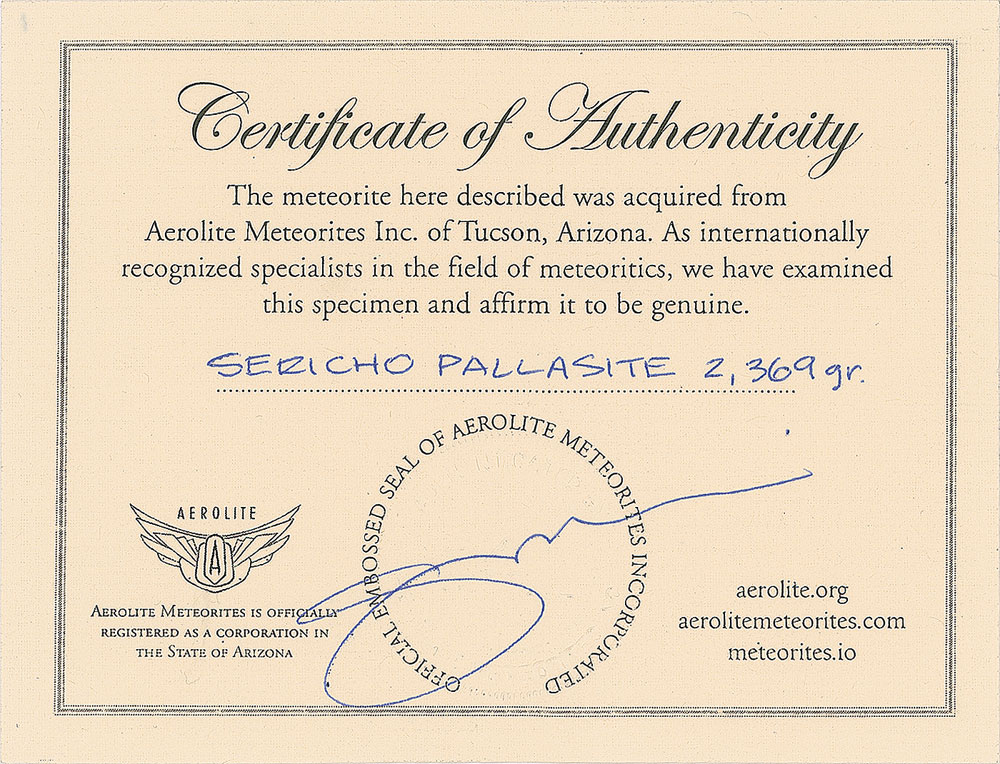 Certificate of Authenticity
The meteorite here described was acquired from
Aerolite Meteorites Inc. of Tucson, Arizona. As internationally
recognized specialists in the field of meteoritics, we have examined
this specimen and affirm it to be genuine.
SERICHO PALLASITE 2,369 gr.
OFFICIAL EMBOSSED SEAL OF AEROLITE METEORITES INCORPORATED
AEROLITE
A
AEROLITE METEORITES IS OFFICIALLY
REGISTERED AS A CORPORATION IN
THE STATE OF ARIZONA
aerolite.org
aerolitemeteorites.com
meteorites.io